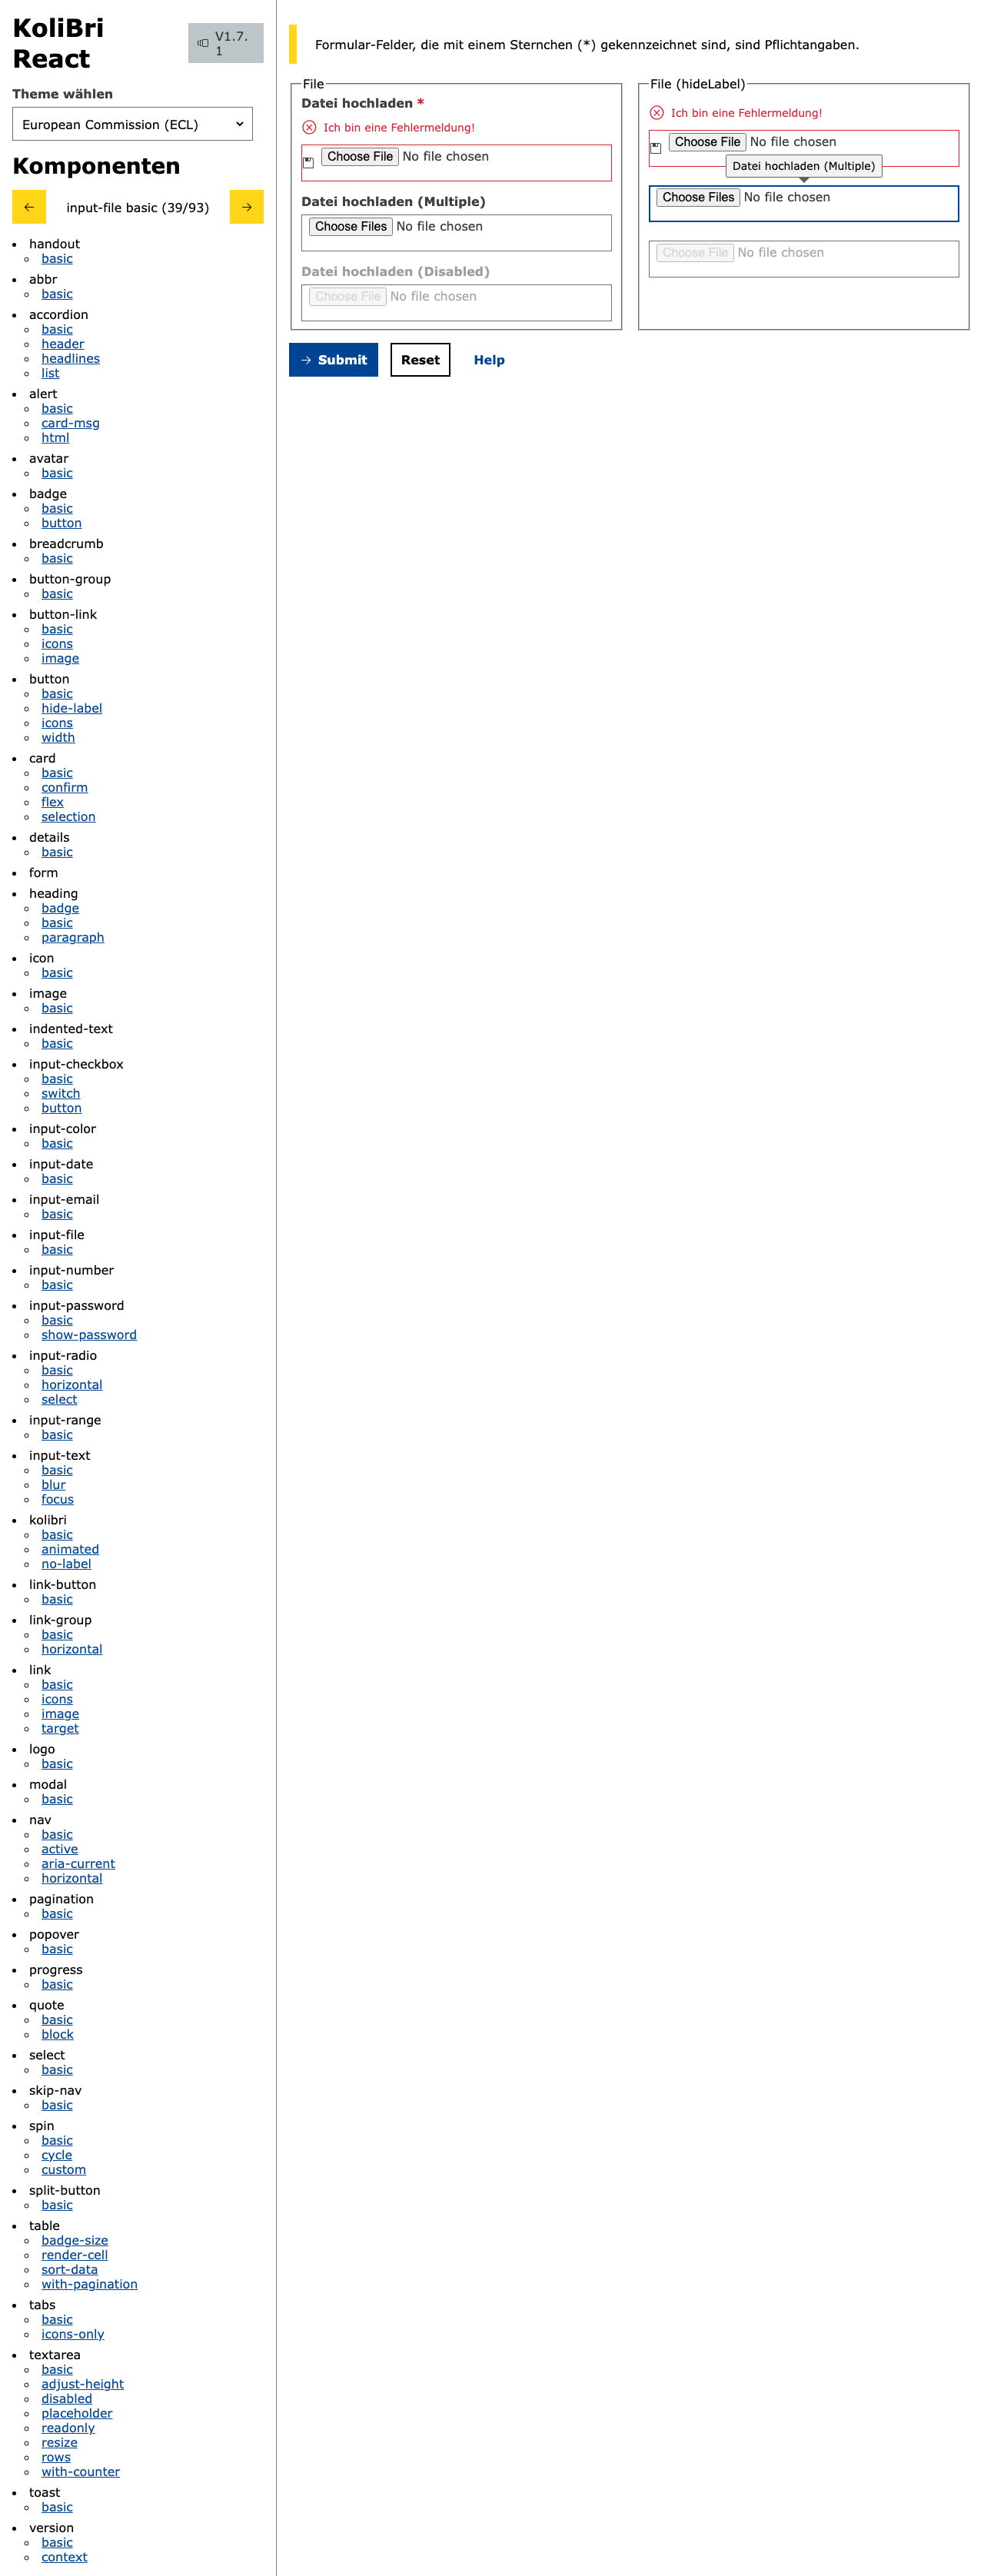 KoliBri
React
V1.7.
1
Theme wählen
European Commission (ECL)
Komponenten
input-file basic (39/93)
handout
basic
abbr
basic
accordion
basic
header
headlines
list
alert
basic
card-msg
html
avatar
basic
badge
basic
button
breadcrumb
basic
button-group
basic
button-link
basic
icons
image
button
basic
hide-label
icons
width
card
basic
confirm
flex
selection
details
basic
form
heading
badge
basic
paragraph
icon
basic
image
basic
indented-text
basic
input-checkbox
basic
switch
button
input-color
basic
input-date
basic
input-email
basic
input-file
basic
input-number
basic
input-password
basic
show-password
input-radio
basic
horizontal
select
input-range
basic
input-text
basic
blur
focus
kolibri
basic
animated
no-label
link-button
basic
link-group
basic
horizontal
link
basic
icons
image
target
logo
basic
modal
basic
nav
basic
active
aria-current
horizontal
pagination
basic
popover
basic
progress
basic
quote
basic
block
select
basic
skip-nav
basic
spin
basic
cycle
custom
split-button
basic
table
badge-size
render-cell
sort-data
with-pagination
tabs
basic
icons-only
textarea
basic
adjust-height
disabled
placeholder
readonly
resize
rows
with-counter
toast
basic
version
basic
context
Formular-Felder, die mit einem Sternchen (*) gekennzeichnet sind, sind Pflichtangaben.
File
Datei hochladen *
Ich bin eine Fehlermeldung!
Choose File No file chosen
Datei hochladen (Multiple)
Choose Files No file chosen
Datei hochladen (Disabled)
Choose File No file chosen
File (hideLabel)
Ich bin eine Fehlermeldung!
Choose File No file chosen
Datei hochladen (Multiple)
Choose Files No file chosen
Choose File No file chosen
Submit
Reset
Help